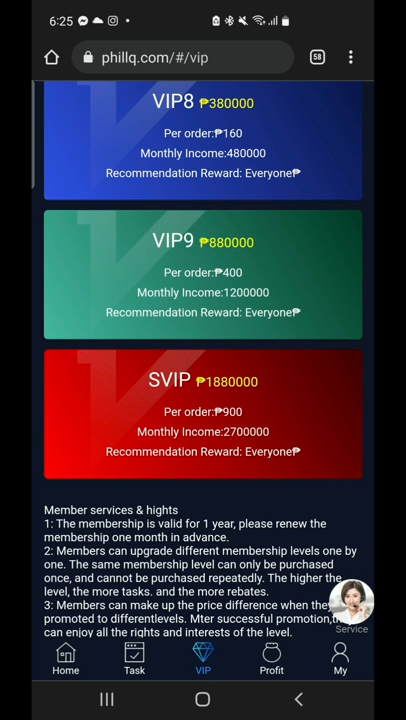 6:25
58
phillq.com/#/vip
VIP8 ₱380000
Per order:₱160
Monthly Income:480000
Recommendation Reward: Everyone₱
VIP9 ₱880000
Per order:₱400
Monthly Income:1200000
Recommendation Reward: Everyone₱
SVIP ₱1880000
Per order:₱900
Monthly Income:2700000
Recommendation Reward: Everyone₱
Member services & hights
1: The membership is valid for 1 year, please renew the
membership one month in advance.
2: Members can upgrade different membership levels one by
one. The same membership level can only be purchased
once, and cannot be purchased repeatedly. The higher the
level, the more tasks. and the more rebates.
3: Members can make up the price difference when the
promoted to differentlevels. Mter successful promotion,
can enjoy all the rights and interests of the level.
Service
Home Task VIP Profit My